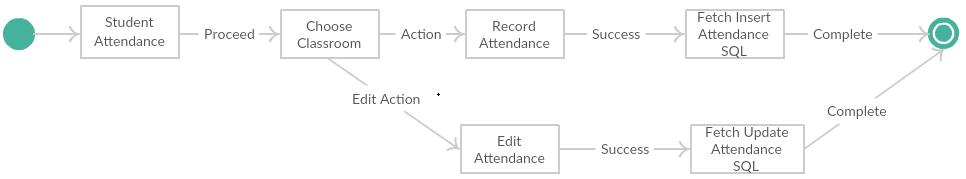 Student
Attendance
Proceed
Choose
Classroom
Action
Record
Attendance
Success
Fetch Insert
Attendance
SQL
Complete
Edit Action
Edit
Attendance
Success
Fetch Update
Attendance
SQL
Complete